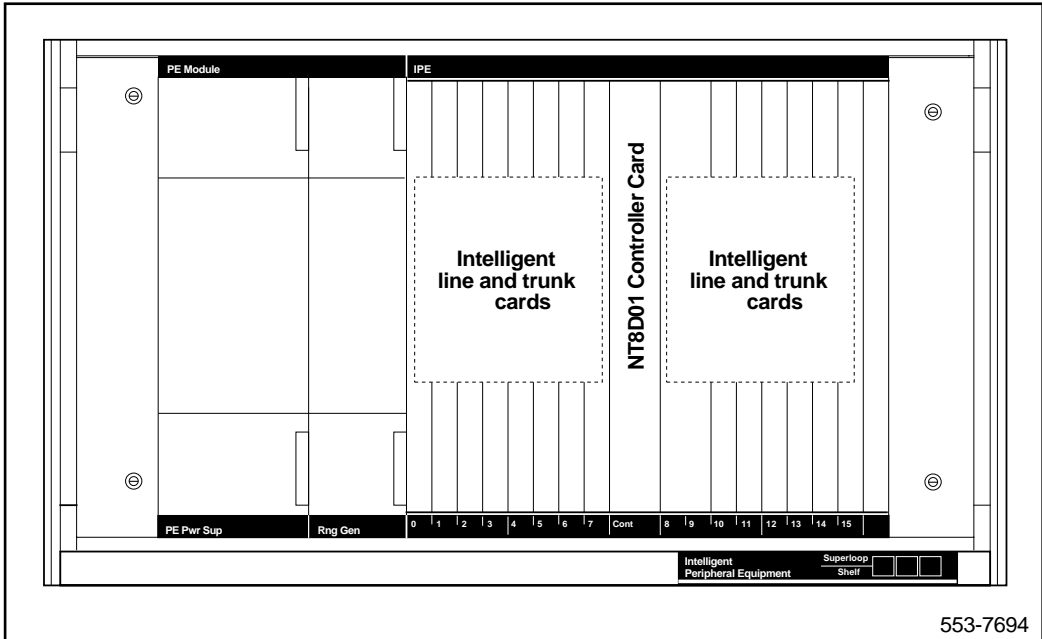 PE Module
IPE
Intelligent
line and trunk
cards
NT8D01 Controller Card
Intelligent
line and trunk
cards
PE Pwr Sup
Rng Gen
0 1 2 3 4 5 6 7 Cont 8 9 10 11 12 13 14 15
Intelligent
Peripheral Equipment
Superloop
Shelf
553-7694